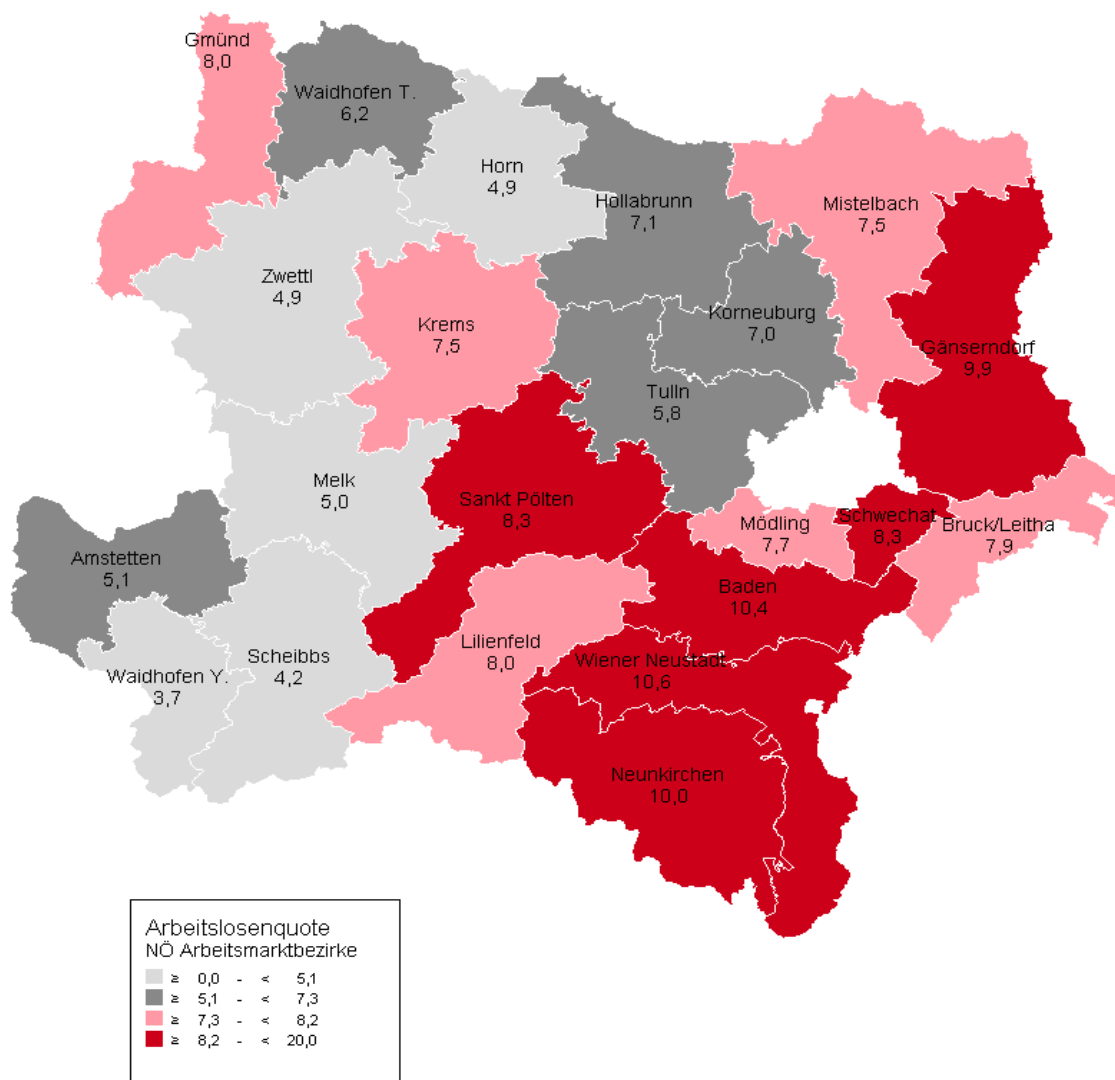 Gmünd
8,0
Waidhofen T.
6,2
Horn
4,9
Hollabrunn
7,1
Mistelbach
7,5
Zwettl
4,9
Krems
7,5
Korneuburg
7,0
Gänserndorf
9,9
Tulln
5,8
Melk
5,0
Sankt Pölten
8,3
Mödling
7,7
Schwechat
8,3
Bruck/Leitha
7,9
Amstetten
5,1
Baden
10,4
Waidhofen Y.
3,7
Scheibbs
4,2
Lilienfeld
8,0
Wiener Neustadt
10,6
Neunkirchen
10,0
Arbeitslosenquote
NÖ Arbeitsmarktbezirke
≥ 0,0 - < 5,1
≥ 5,1 - < 7,3
≥ 7,3 - < 8,2
≥ 8,2 - < 20,0